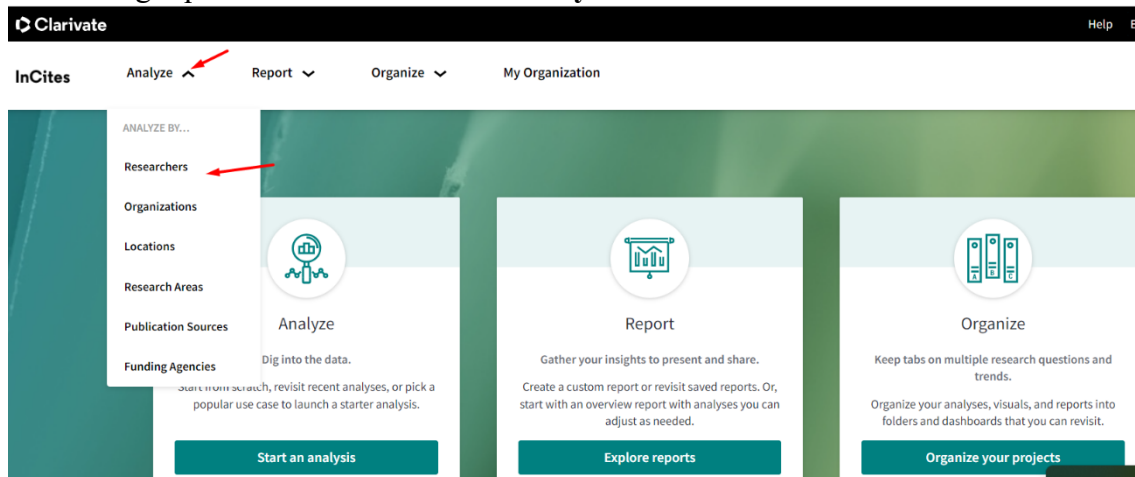 Clarivate
Help
InCites
Analyze
Report
Organize
My Organization
ANALYZE BY...
Researchers
Organizations
Locations
Research Areas
Publication Sources
Funding Agencies
Analyze
Dig into the data.
Start from scratch, revisit recent analyses, or pick a
popular use case to launch a starter analysis.
Start an analysis
Report
Gather your insights to present and share.
Create a custom report or revisit saved reports. Or,
start with an overview report with analyses you can
adjust as needed.
Explore reports
Organize
Keep tabs on multiple research questions and
trends.
Organize your analyses, visuals, and reports into
folders and dashboards that you can revisit.
Organize your projects
A
B
C